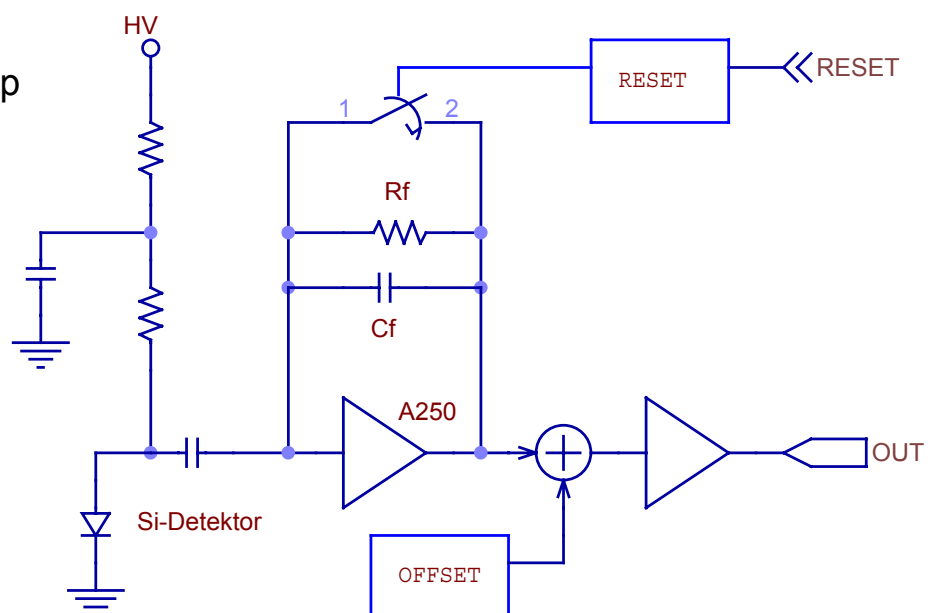 HV
p
RESET
RESET
1
2
Rf
Cf
A250
OUT
Si-Detektor
OFFSET